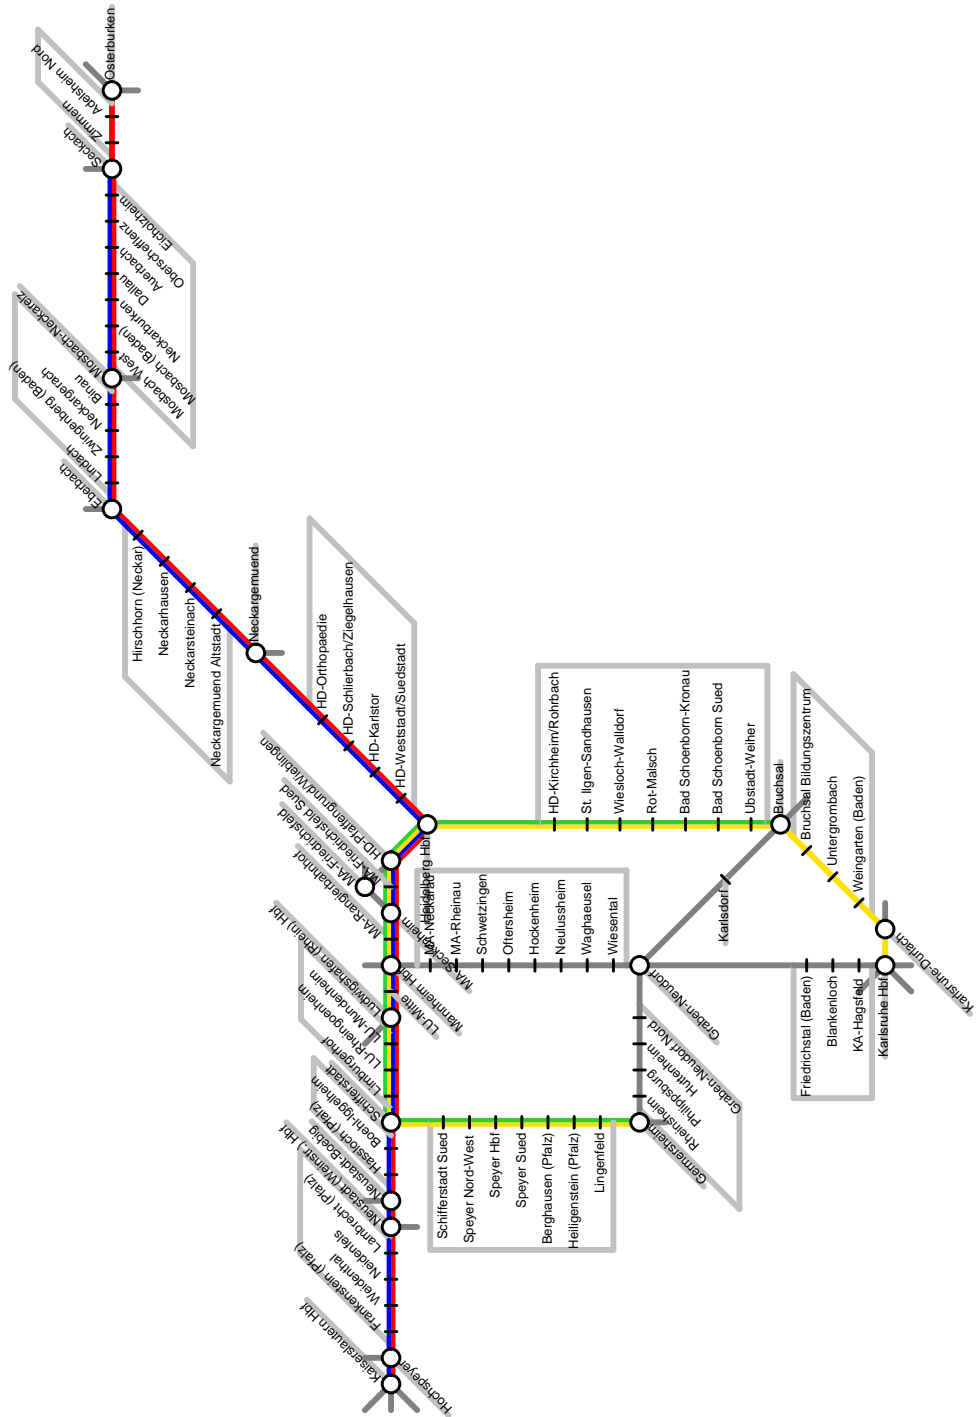 Osterburken
Adelsheim Nord
Zimmern
Seckach
Eicholzheim
Oberschefflenz
Auerbach
Dallau
Neckarburken
Mosbach (Baden)
Mosbach West
Mosbach-Neckarelz
Binau
Neckargerach
Zwingenberg (Baden)
Lindach
Eberbach
Hirschhorn (Neckar)
Neckarhausen
Neckarsteinach
Neckargemuend Altstadt
Neckargemuend
HD-Orthopaedie
HD-Schlierbach/Ziegelhausen
HD-Karlstor
HD-Weststadt/Suedstadt
Heidelberg Hbf
HD-Pfaffengrund/Wieblingen
MA-Friedrichsfeld Sued
MA-Friedrichsfeld
MA-Seckenheim
MA-Rangierbahnhof
Mannheim Hbf
LU-Mitte
Ludwigshafen (Rhein) Hbf
LU-Mundenheim
LU-Rheingoenheim
Limburgerhof
Schifferstadt
Boehl-Iggelheim
Hassloch (Pfalz)
Neustadt-Boebig
Neustadt (Weinstr.) Hbf
Lambrecht (Pfalz)
Neidenfels
Weidenthal
Frankenstein (Pfalz)
Hochspeyer
Kaiserslautern Hbf
HD-Kirchheim/Rohrbach
St. Ilgen-Sandhausen
Wiesloch-Walldorf
Rot-Malsch
Bad Schoenborn-Kronau
Bad Schoenborn Sued
Ubstadt-Weiher
Bruchsal
Bruchsal Bildungszentrum
Untergrombach
Weingarten (Baden)
Karlsruhe-Durlach
Karlsruhe Hbf
MA-Neckarau
MA-Rheinau
Schwetzingen
Oftersheim
Hockenheim
Neulussheim
Waghaeusel
Wiesental
Graben-Neudorf
Karlsdorf
Friedrichstal (Baden)
Blankenloch
KA-Hagsfeld
Graben-Neudorf Nord
Huttenheim
Philippsburg
Rheinsheim
Germersheim
Schifferstadt Sued
Speyer Nord-West
Speyer Hbf
Speyer Sued
Berghausen (Pfalz)
Heiligenstein (Pfalz)
Lingenfeld